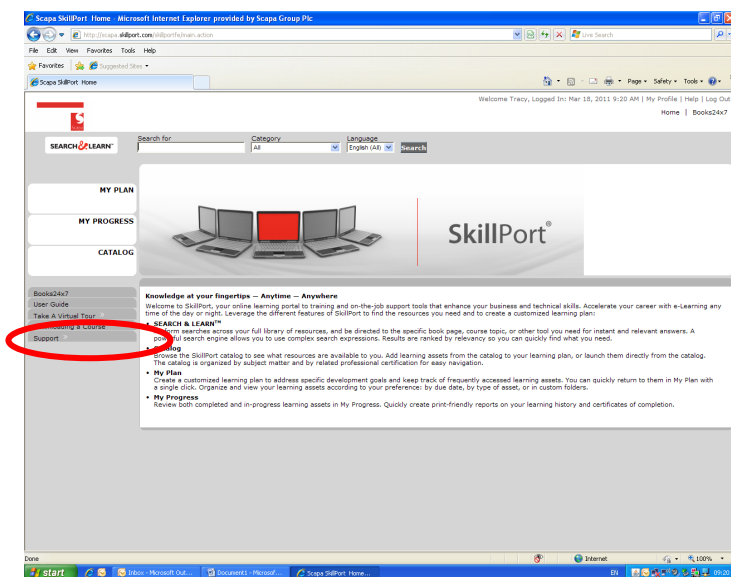 Scapa SkillPort Home - Microsoft Internet Explorer provided by Scapa Group Plc
http://scapa.skillport.com/skillportfe/main.action
Live Search
File Edit View Favorites Tools Help
Favorites Suggested Sites
Scapa SkillPort Home
Page Safety Tools
Welcome Tracy, Logged In: Mar 18, 2011 9:20 AM | My Profile | Help | Log Out
Home | Books24x7
SEARCH & LEARN™
Search for Category Language
All English (All) Search
MY PLAN
MY PROGRESS
CATALOG
SkillPort®
Books24x7
User Guide
Take A Virtual Tour
a Course
Support
Knowledge at your fingertips — Anytime — Anywhere
Welcome to SkillPort, your online learning portal to training and on-the-job support tools that enhance your business and technical skills. Accelerate your career with e-Learning any
time of the day or night. Leverage the different features of SkillPort to find the resources you need and to create a customized learning plan:
• SEARCH & LEARN™
form searches across your full library of resources, and be directed to the specific book page, course topic, or other tool you need for instant and relevant answers. A
powerful search engine allows you to use complex search expressions. Results are ranked by relevancy so you can quickly find what you need.
Catalog
Browse the SkillPort catalog to see what resources are available to you. Add learning assets from the catalog to your learning plan, or launch them directly from the catalog.
The catalog is organized by subject matter and by related professional certification for easy navigation.
• My Plan
Create a customized learning plan to address specific development goals and keep track of frequently accessed learning assets. You can quickly return to them in My Plan with
a single click. Organize and view your learning assets according to your preference: by due date, by type of asset, or in custom folders.
• My Progress
Review both completed and in-progress learning assets in My Progress. Quickly create print-friendly reports on your learning history and certificates of completion.
Done Internet 100%
start Inbox - Microsoft Out... Document1 - Microsof... Scapa SkillPort Home... EN 09:20